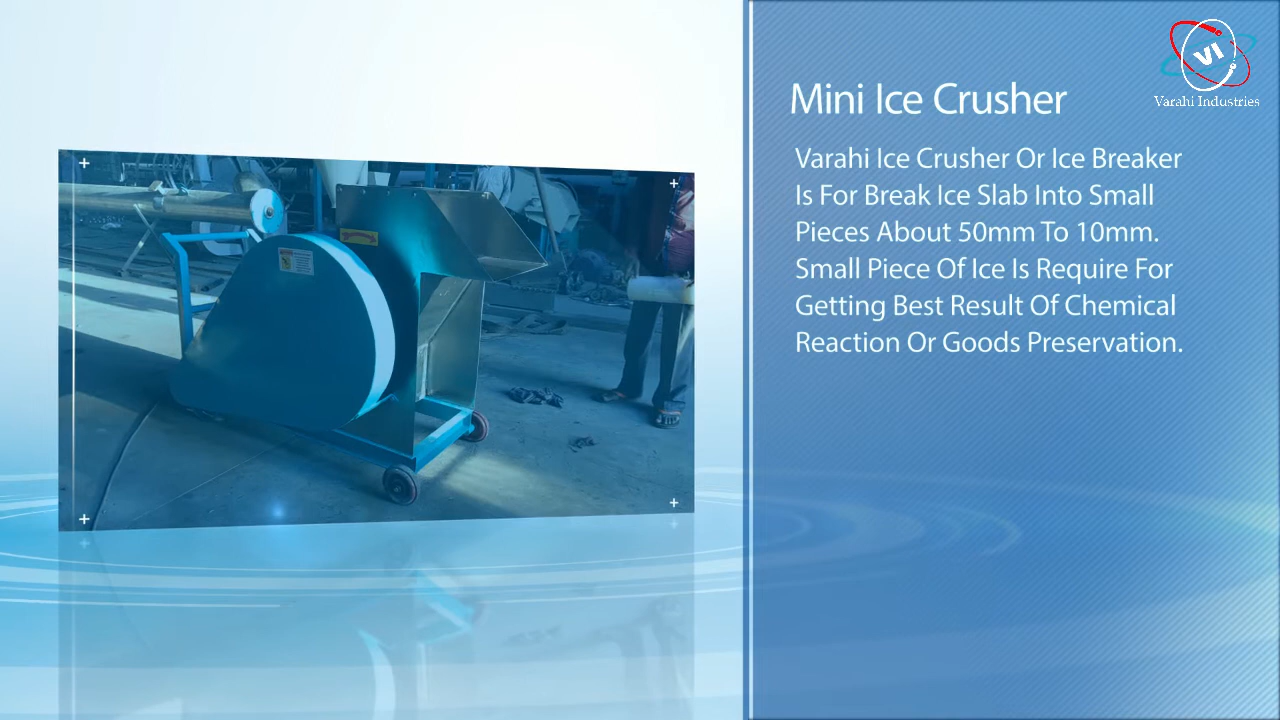 VI
Varahi Industries
Mini Ice Crusher
Varahi Ice Crusher Or Ice Breaker
Is For Break Ice Slab Into Small
Pieces About 50mm To 10mm.
Small Piece Of Ice Is Require For
Getting Best Result Of Chemical
Reaction Or Goods Preservation.